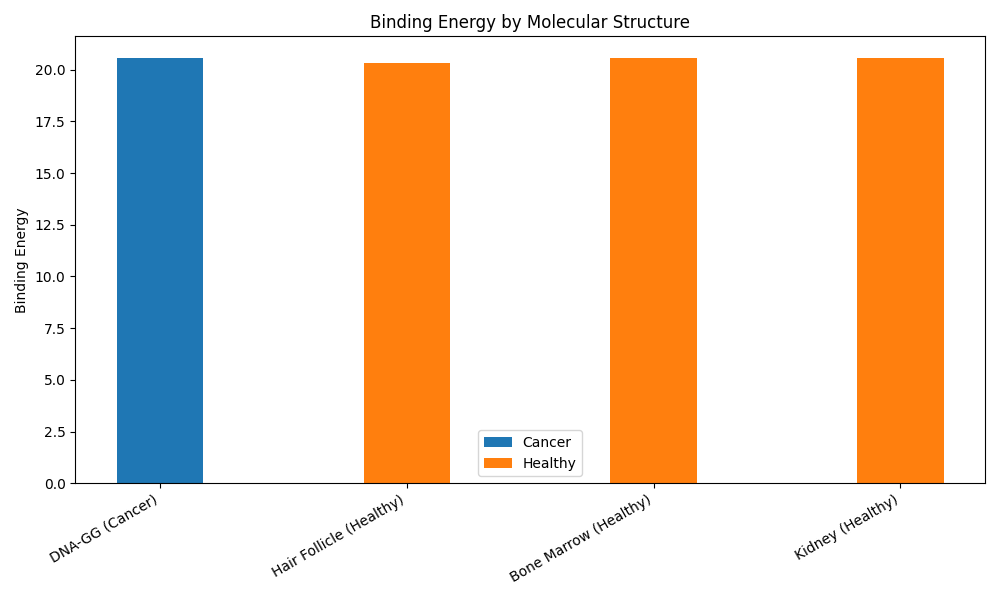 Binding Energy by Molecular Structure
Binding Energy
20.0
17.5
15.0
12.5
10.0
7.5
5.0
2.5
0.0
Cancer
Healthy
DNA-GG (Cancer)
Hair Follicle (Healthy)
Bone Marrow (Healthy)
Kidney (Healthy)